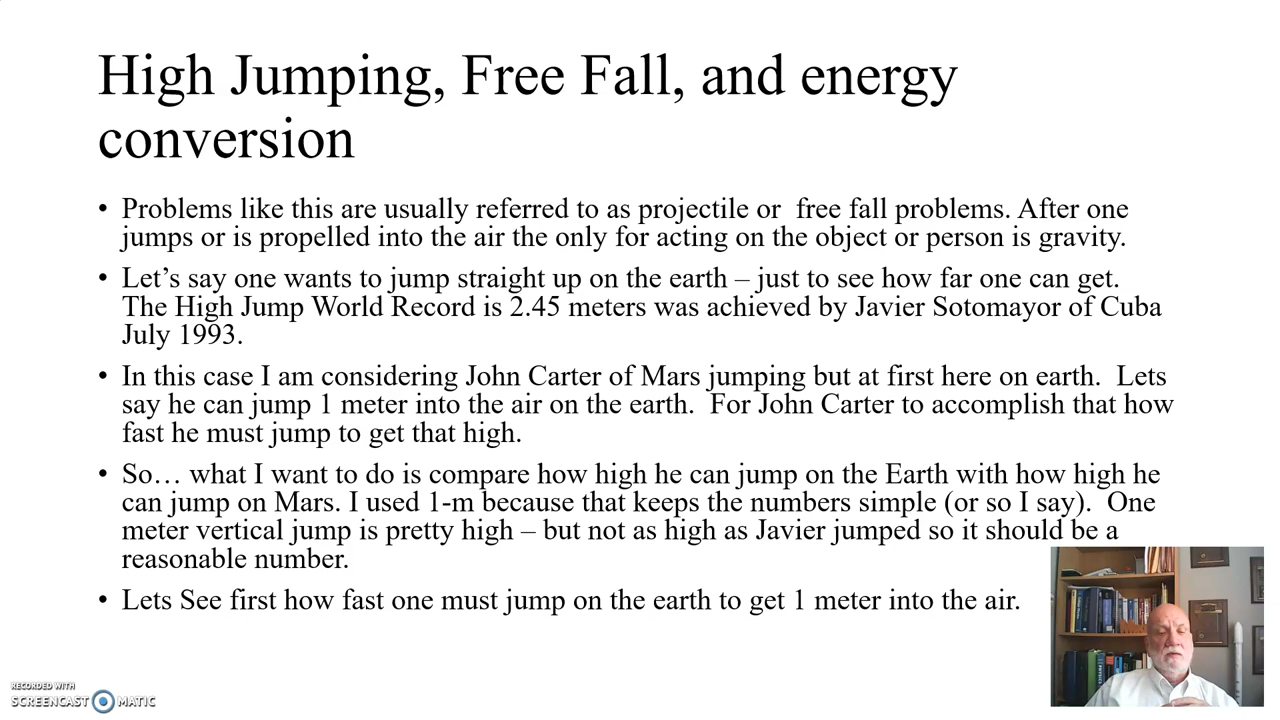 High Jumping, Free Fall, and energy
conversion
• Problems like this are usually referred to as projectile or  free fall problems. After one
jumps or is propelled into the air the only for acting on the object or person is gravity.
• Let’s say one wants to jump straight up on the earth – just to see how far one can get.
The High Jump World Record is 2.45 meters was achieved by Javier Sotomayor of Cuba
July 1993.
• In this case I am considering John Carter of Mars jumping but at first here on earth.  Lets
say he can jump 1 meter into the air on the earth.  For John Carter to accomplish that how
fast he must jump to get that high.
• So… what I want to do is compare how high he can jump on the Earth with how high he
can jump on Mars. I used 1-m because that keeps the numbers simple (or so I say).  One
meter vertical jump is pretty high – but not as high as Javier jumped so it should be a
reasonable number.
• Lets See first how fast one must jump on the earth to get 1 meter into the air.
RECORDED WITH
SCREENCAST MATIC